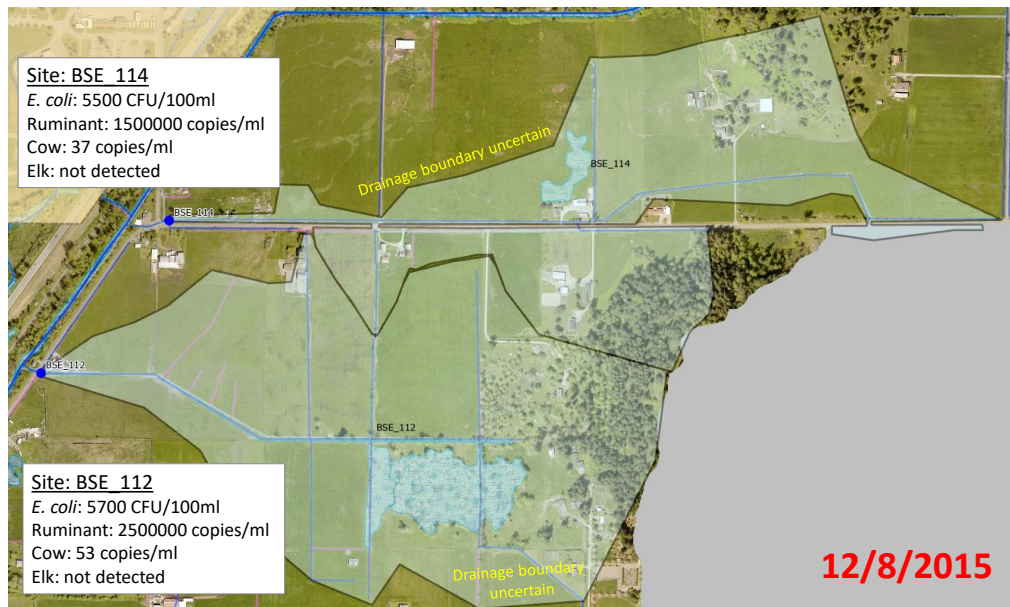 Site: BSE_114
E. coli: 5500 CFU/100ml
Ruminant: 1500000 copies/ml
Cow: 37 copies/ml
Elk: not detected
Drainage boundary uncertain
BSE_114
BSE_114
BSE_112
BSE_112
Site: BSE_112
E. coli: 5700 CFU/100ml
Ruminant: 2500000 copies/ml
Cow: 53 copies/ml
Elk: not detected
Drainage boundary
uncertain
12/8/2015